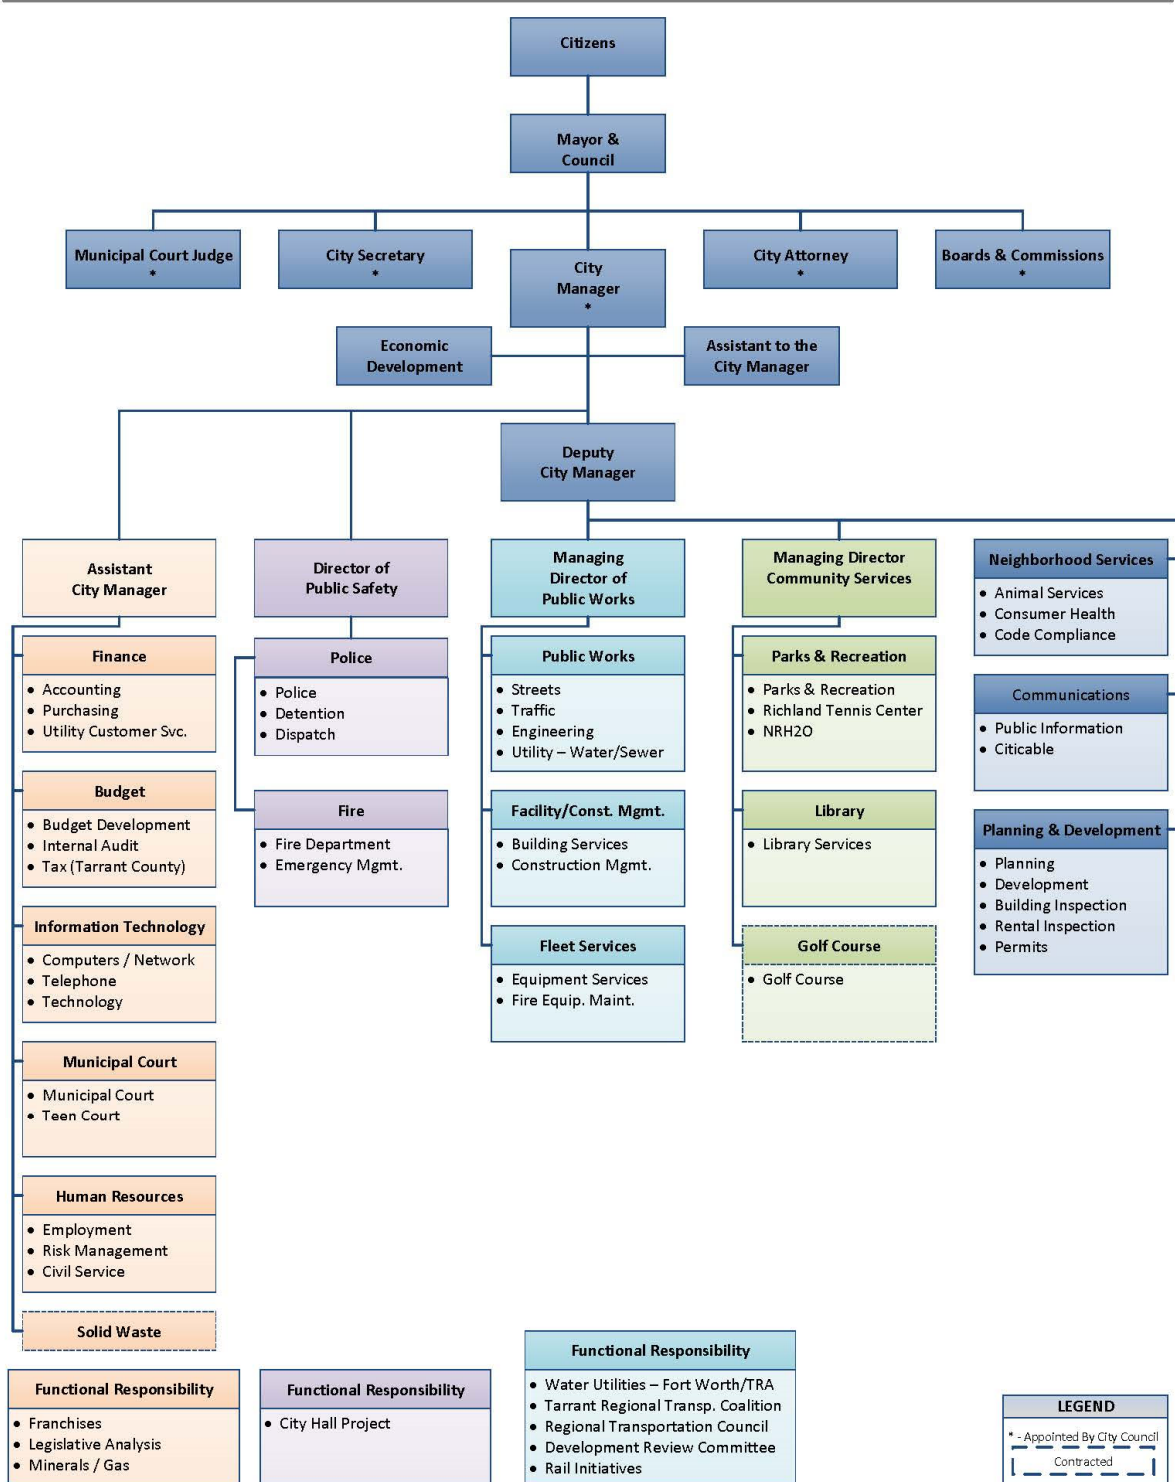 Citizens
Mayor &
Council
Municipal Court Judge
*
City Secretary
*
City
Manager
*
City Attorney
*
Boards & Commissions
*
Economic
Development
Assistant to the
City Manager
Deputy
City Manager
Assistant
City Manager
Finance
• Accounting
• Purchasing
• Utility Customer Svc.
Budget
• Budget Development
• Internal Audit
• Tax (Tarrant County)
Information Technology
• Computers / Network
• Telephone
• Technology
Municipal Court
• Municipal Court
• Teen Court
Human Resources
• Employment
• Risk Management
• Civil Service
Solid Waste
Functional Responsibility
• Franchises
• Legislative Analysis
• Minerals / Gas
Director of
Public Safety
Police
• Police
• Detention
• Dispatch
Fire
• Fire Department
• Emergency Mgmt.
Functional Responsibility
• City Hall Project
Managing
Director of
Public Works
Public Works
• Streets
• Traffic
• Engineering
• Utility – Water/Sewer
Facility/Const. Mgmt.
• Building Services
• Construction Mgmt.
Fleet Services
• Equipment Services
• Fire Equip. Maint.
Functional Responsibility
• Water Utilities – Fort Worth/TRA
• Tarrant Regional Transp. Coalition
• Regional Transportation Council
• Development Review Committee
• Rail Initiatives
Managing Director
Community Services
Parks & Recreation
• Parks & Recreation
• Richland Tennis Center
• NRH2O
Library
• Library Services
Golf Course
• Golf Course
Neighborhood Services
• Animal Services
• Consumer Health
• Code Compliance
Communications
• Public Information
• Citicable
Planning & Development
• Planning
• Development
• Building Inspection
• Rental Inspection
• Permits
LEGEND
* - Appointed By City Council
Contracted